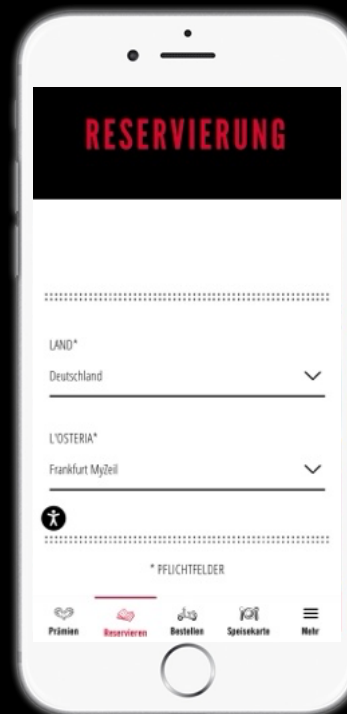 RESERVIERUNG
LAND*
Deutschland
L'OSTERIA*
Frankfurt MyZeil
* PFLICHTFELDER
Prämien Reservieren Bestellen Speisekarte Mehr